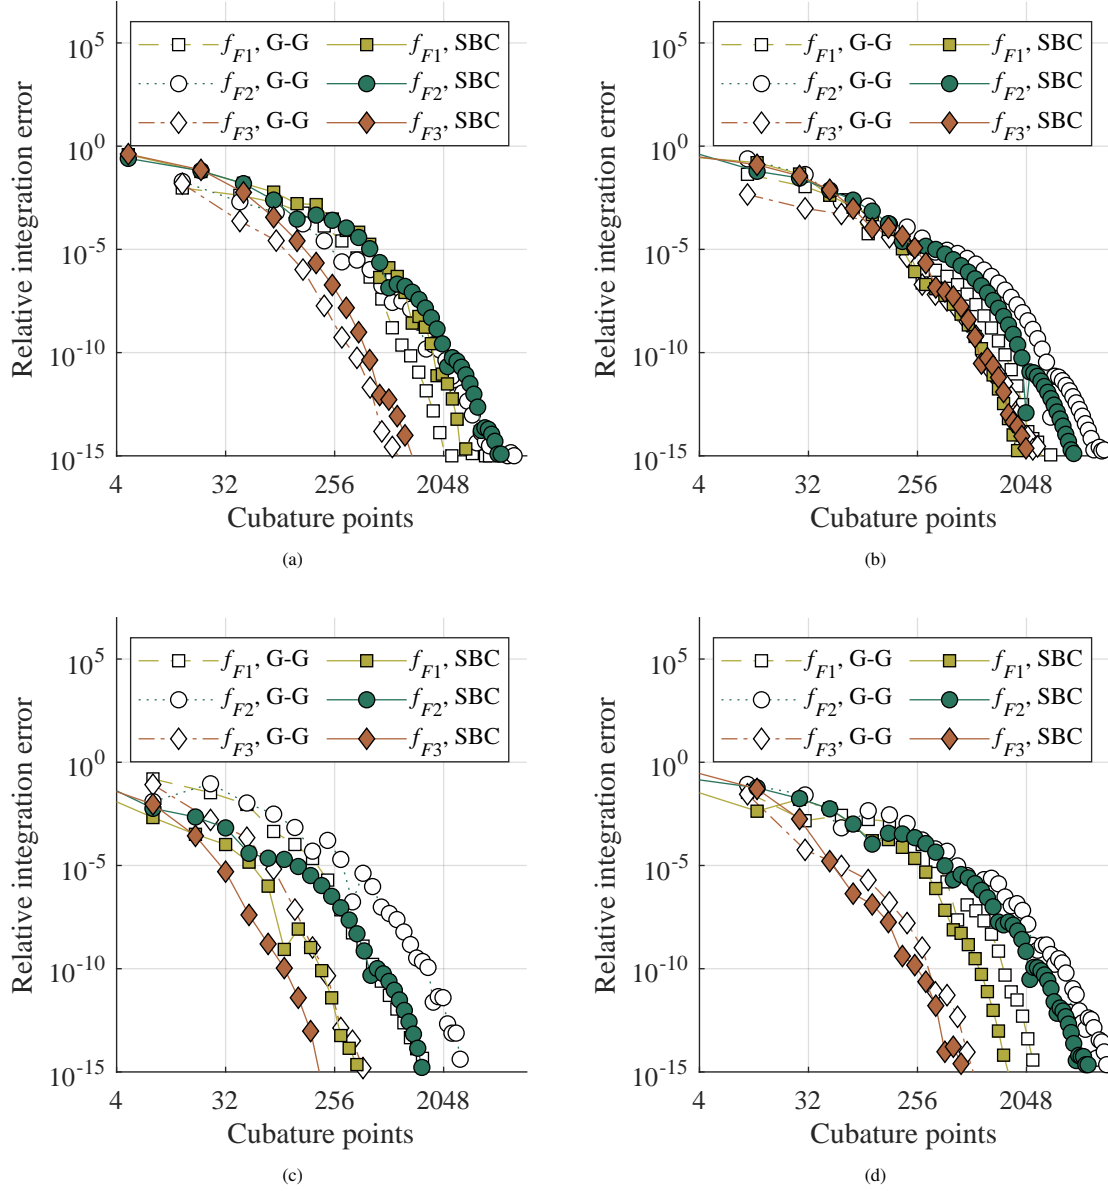 10^5
10^0
10^-5
10^-10
10^-15
Relative integration error
f_F1, G-G
f_F1, SBC
f_F2, G-G
f_F2, SBC
f_F3, G-G
f_F3, SBC
4
32
256
2048
Cubature points
(a)
10^5
10^0
10^-5
10^-10
10^-15
Relative integration error
f_F1, G-G
f_F1, SBC
f_F2, G-G
f_F2, SBC
f_F3, G-G
f_F3, SBC
4
32
256
2048
Cubature points
(b)
10^5
10^0
10^-5
10^-10
10^-15
Relative integration error
f_F1, G-G
f_F1, SBC
f_F2, G-G
f_F2, SBC
f_F3, G-G
f_F3, SBC
4
32
256
2048
Cubature points
(c)
10^5
10^0
10^-5
10^-10
10^-15
Relative integration error
f_F1, G-G
f_F1, SBC
f_F2, G-G
f_F2, SBC
f_F3, G-G
f_F3, SBC
4
32
256
2048
Cubature points
(d)